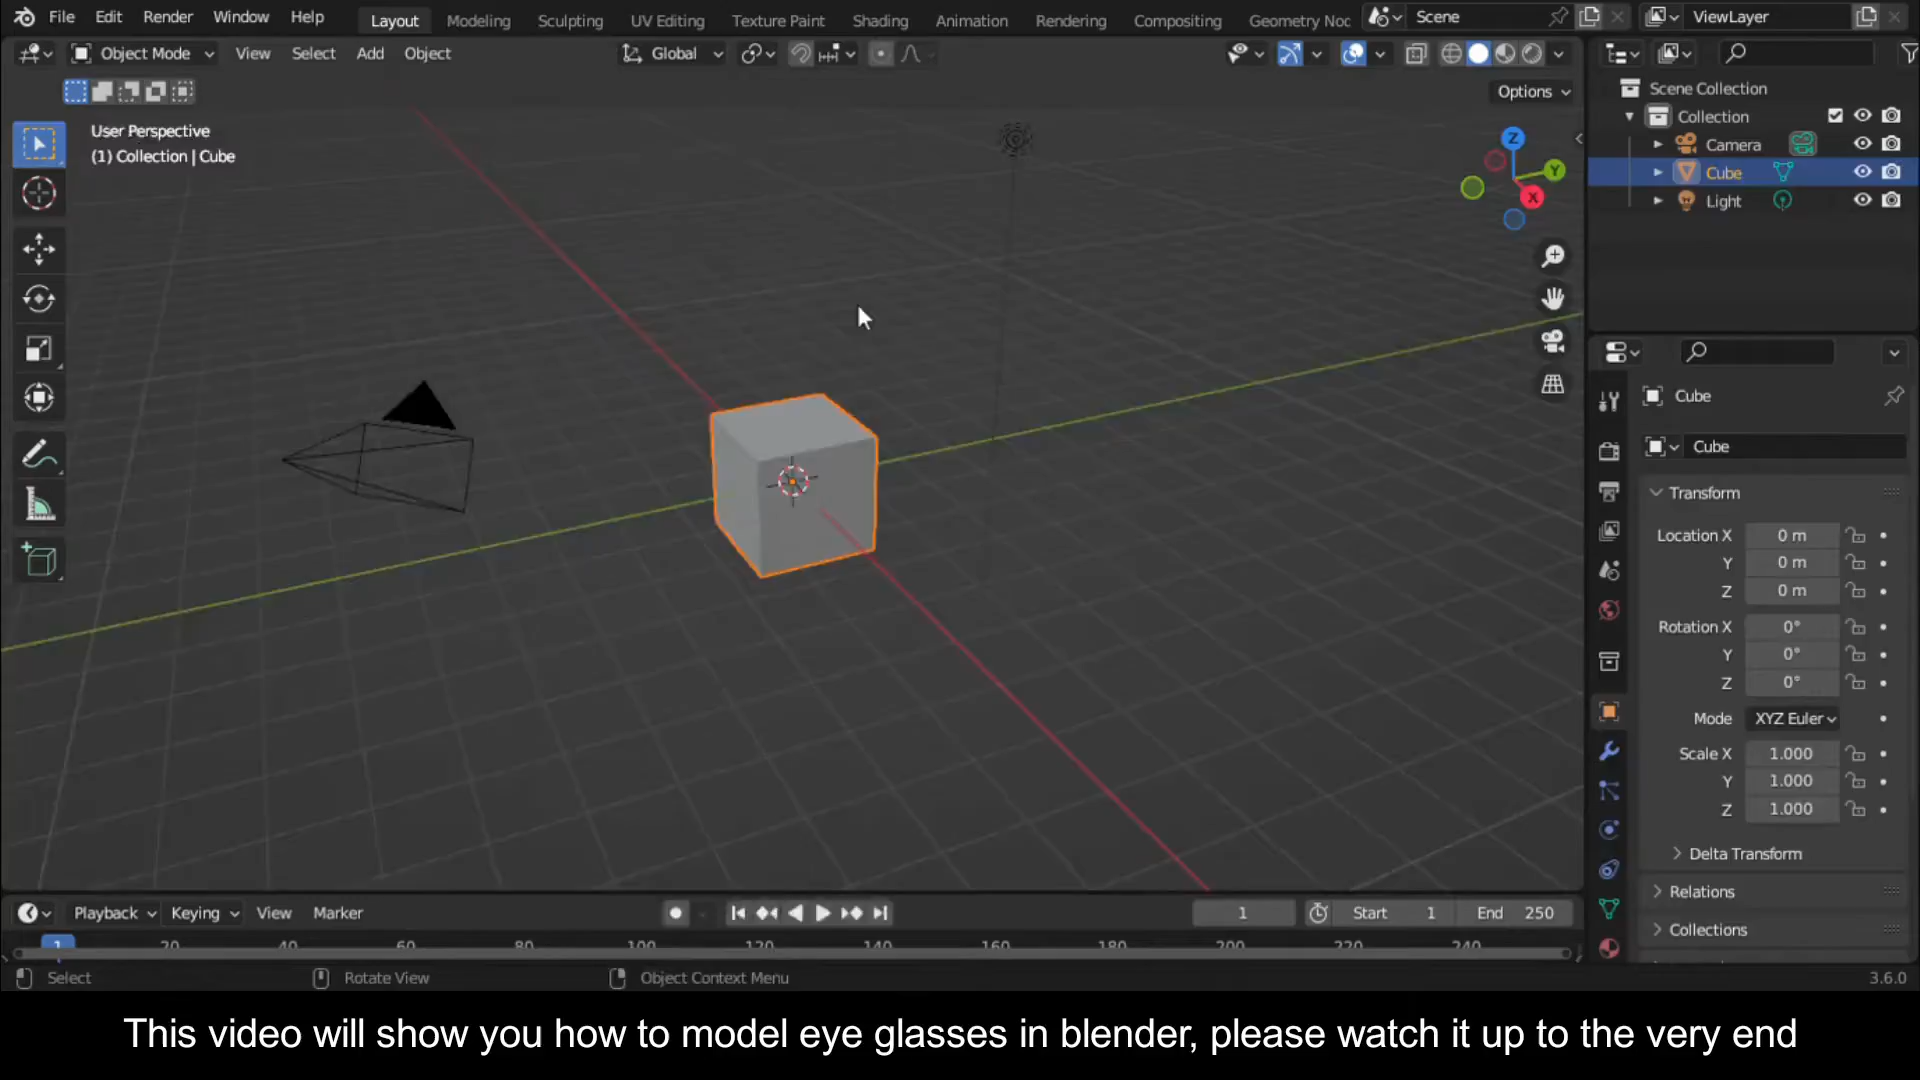 File Edit Render Window Help Layout Modeling Sculpting UV Editing Texture Paint Shading Animation Rendering Compositing Geometry Noc Scene ViewLayer
Object Mode View Select Add Object Global
Options
User Perspective
(1) Collection | Cube
Z
Y
X
Scene Collection
Collection
Camera
Cube
Light
Cube
Cube
Transform
Location X 0 m
Y 0 m
Z 0 m
Rotation X 0°
Y 0°
Z 0°
Mode XYZ Euler
Scale X 1.000
Y 1.000
Z 1.000
Delta Transform
Relations
Collections
Playback Keying View Marker 1 Start 1 End 250
1 20 40 60 80 100 120 140 160 180 200 220 240
Select Rotate View Object Context Menu 3.6.0
This video will show you how to model eye glasses in blender, please watch it up to the very end